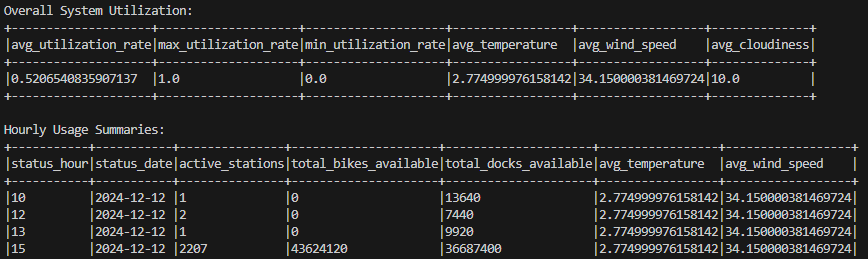 Overall System Utilization:
+--------------------+--------------------+--------------------+-----------------+------------------+--------------+
|avg_utilization_rate|max_utilization_rate|min_utilization_rate|avg_temperature  |avg_wind_speed    |avg_cloudiness|
+--------------------+--------------------+--------------------+-----------------+------------------+--------------+
|0.5206540835907137  |1.0                 |0.0                 |2.774999976158142|34.150000381469724|10.0          |
+--------------------+--------------------+--------------------+-----------------+------------------+--------------+
Hourly Usage Summaries:
+-----------+-----------+---------------+---------------------+---------------------+-----------------+------------------+
|status_hour|status_date|active_stations|total_bikes_available|total_docks_available|avg_temperature  |avg_wind_speed    |
+-----------+-----------+---------------+---------------------+---------------------+-----------------+------------------+
|10         |2024-12-12 |1              |0                    |13640                |2.774999976158142|34.150000381469724|
|12         |2024-12-12 |2              |0                    |7440                 |2.774999976158142|34.150000381469724|
|13         |2024-12-12 |1              |0                    |9920                 |2.774999976158142|34.150000381469724|
|15         |2024-12-12 |2207           |43624120             |36687400             |2.774999976158142|34.150000381469724|